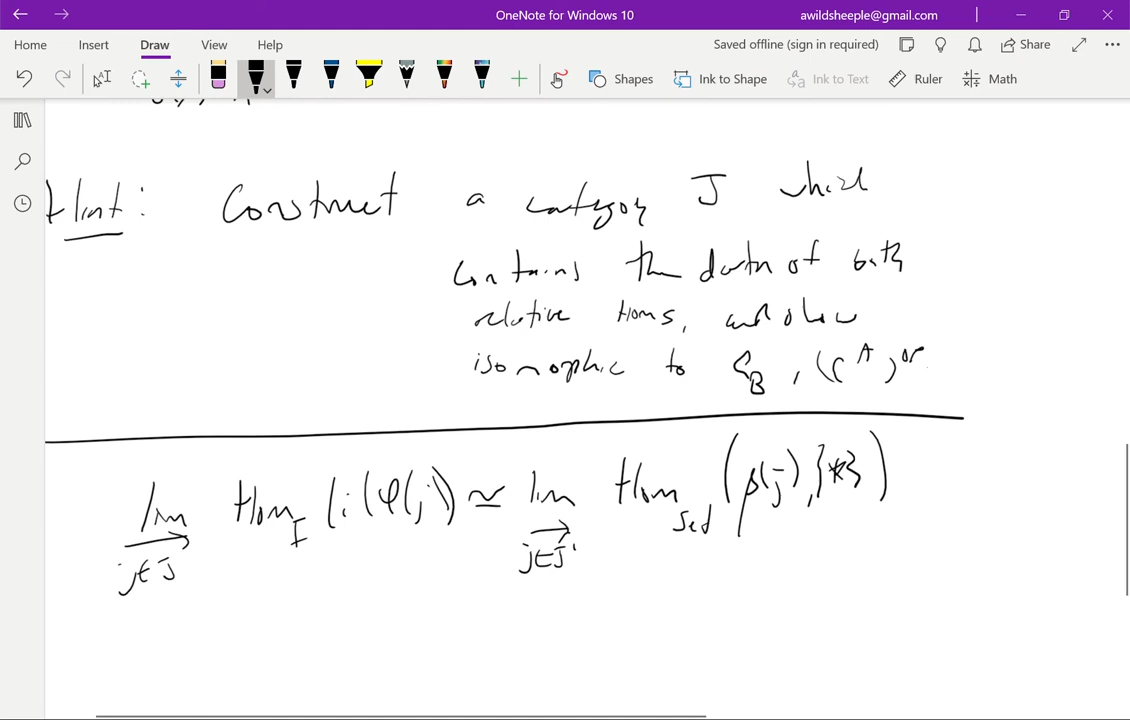 OneNote for Windows 10
awildsheeple@gmail.com
Home Insert Draw View Help
Saved offline (sign in required) Share
Shapes Ink to Shape Ink to Text Ruler Math
Hint: Construct a category J which
contains the data of both
relative Homs, and show
isomorphic to C_B, (C^A)^op
lim Hom_I (i(φ(j)) ≃ lim Hom_Set (β(j), {*})
j∈J j∈J'